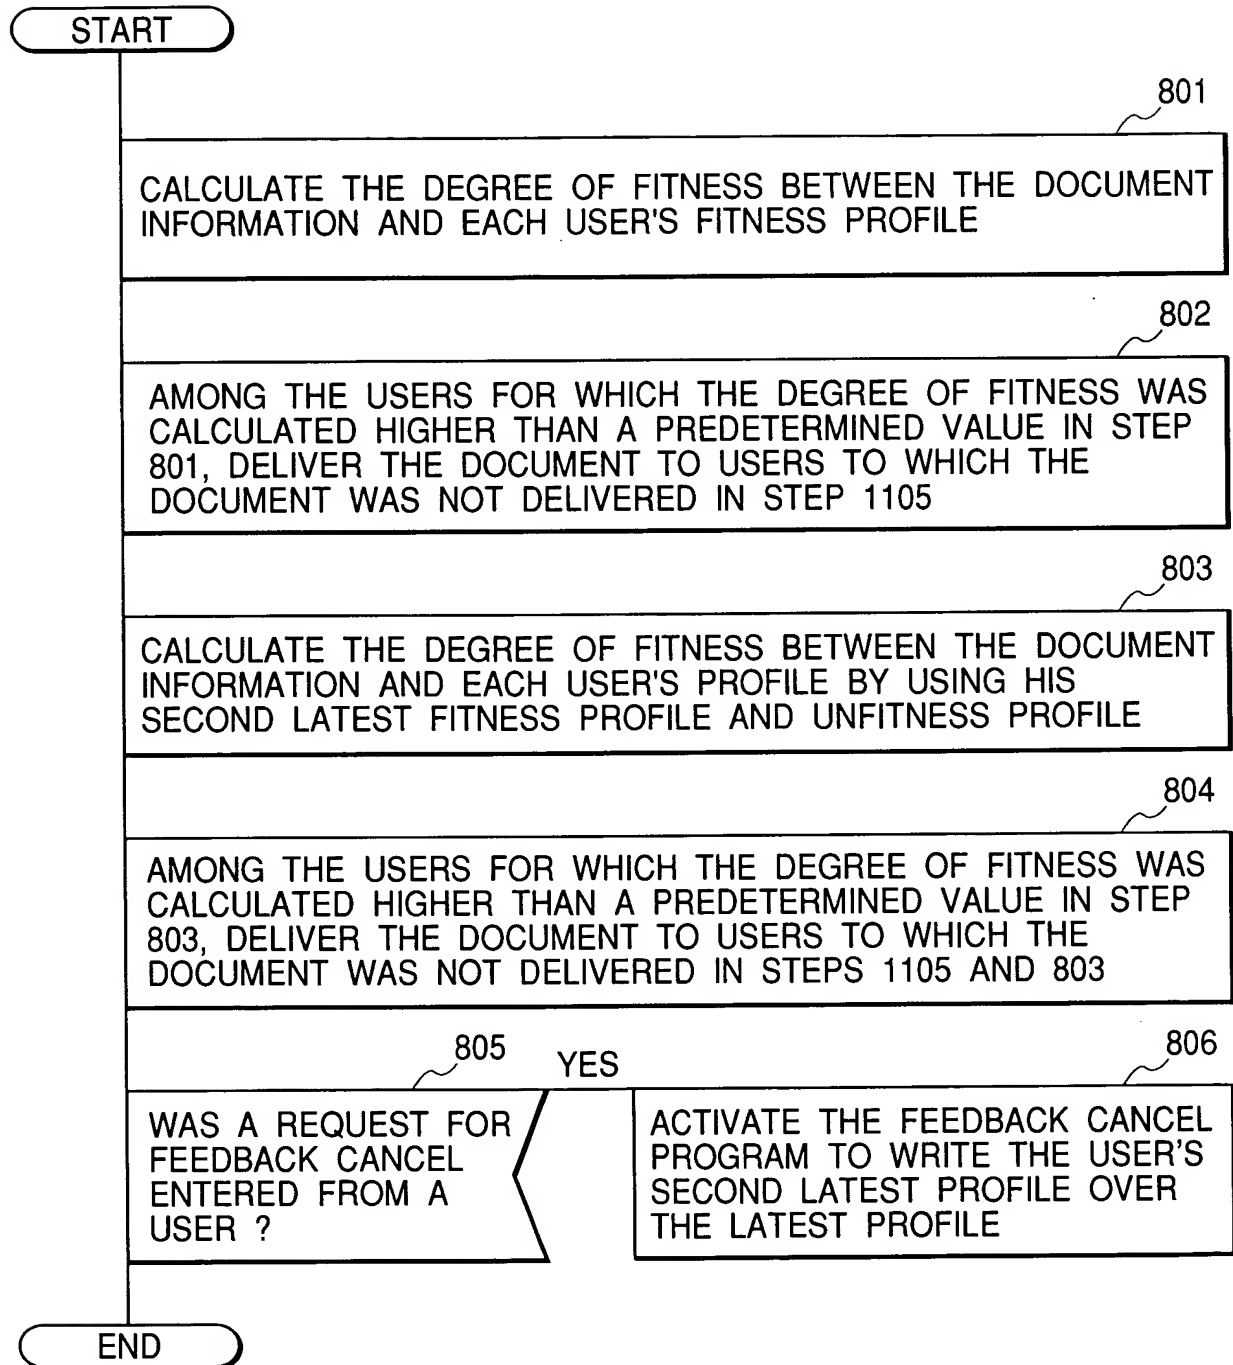 START
801
CALCULATE THE DEGREE OF FITNESS BETWEEN THE DOCUMENT
INFORMATION AND EACH USER'S FITNESS PROFILE
802
AMONG THE USERS FOR WHICH THE DEGREE OF FITNESS WAS
CALCULATED HIGHER THAN A PREDETERMINED VALUE IN STEP
801, DELIVER THE DOCUMENT TO USERS TO WHICH THE
DOCUMENT WAS NOT DELIVERED IN STEP 1105
803
CALCULATE THE DEGREE OF FITNESS BETWEEN THE DOCUMENT
INFORMATION AND EACH USER'S PROFILE BY USING HIS
SECOND LATEST FITNESS PROFILE AND UNFITNESS PROFILE
804
AMONG THE USERS FOR WHICH THE DEGREE OF FITNESS WAS
CALCULATED HIGHER THAN A PREDETERMINED VALUE IN STEP
803, DELIVER THE DOCUMENT TO USERS TO WHICH THE
DOCUMENT WAS NOT DELIVERED IN STEPS 1105 AND 803
805
WAS A REQUEST FOR
FEEDBACK CANCEL
ENTERED FROM A
USER ?
YES
806
ACTIVATE THE FEEDBACK CANCEL
PROGRAM TO WRITE THE USER'S
SECOND LATEST PROFILE OVER
THE LATEST PROFILE
END